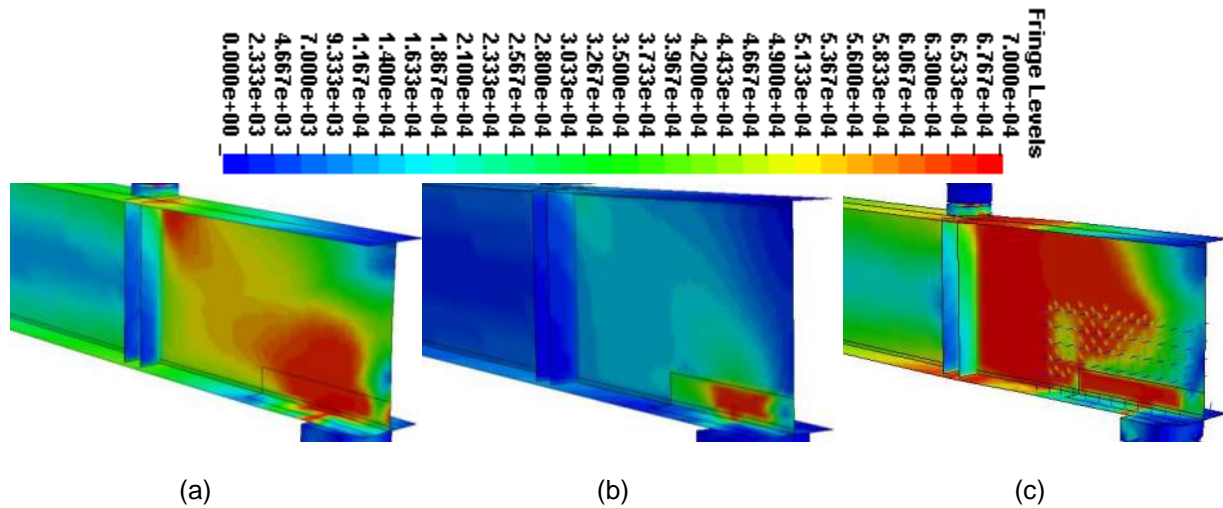 Fringe Levels
7.000e+04
6.767e+04
6.533e+04
6.300e+04
6.067e+04
5.833e+04
5.600e+04
5.367e+04
5.133e+04
4.900e+04
4.667e+04
4.433e+04
4.200e+04
3.967e+04
3.733e+04
3.500e+04
3.267e+04
3.033e+04
2.800e+04
2.567e+04
2.333e+04
2.100e+04
1.867e+04
1.633e+04
1.400e+04
1.167e+04
9.333e+03
7.000e+03
4.667e+03
2.333e+03
0.000e+00
(a) (b) (c)